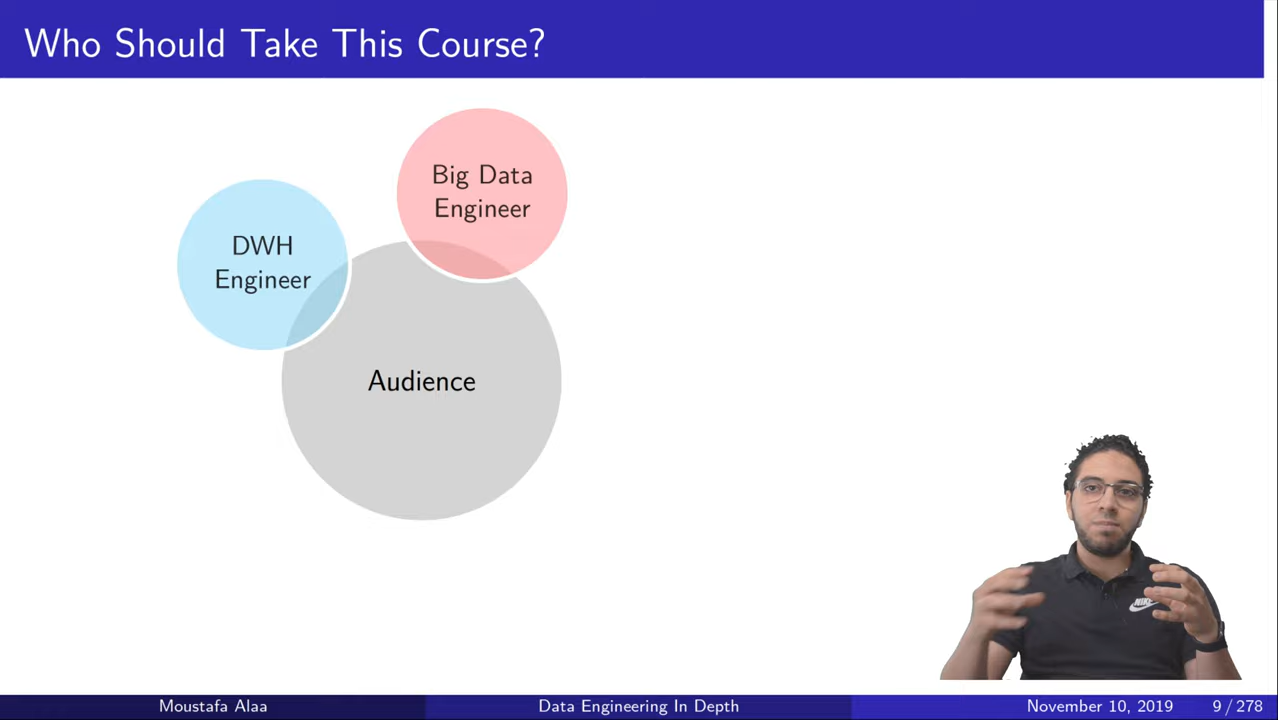 Who Should Take This Course?
Big Data
Engineer
DWH
Engineer
Audience
NIKE
Moustafa Alaa
Data Engineering In Depth
November 10, 2019
9 / 278